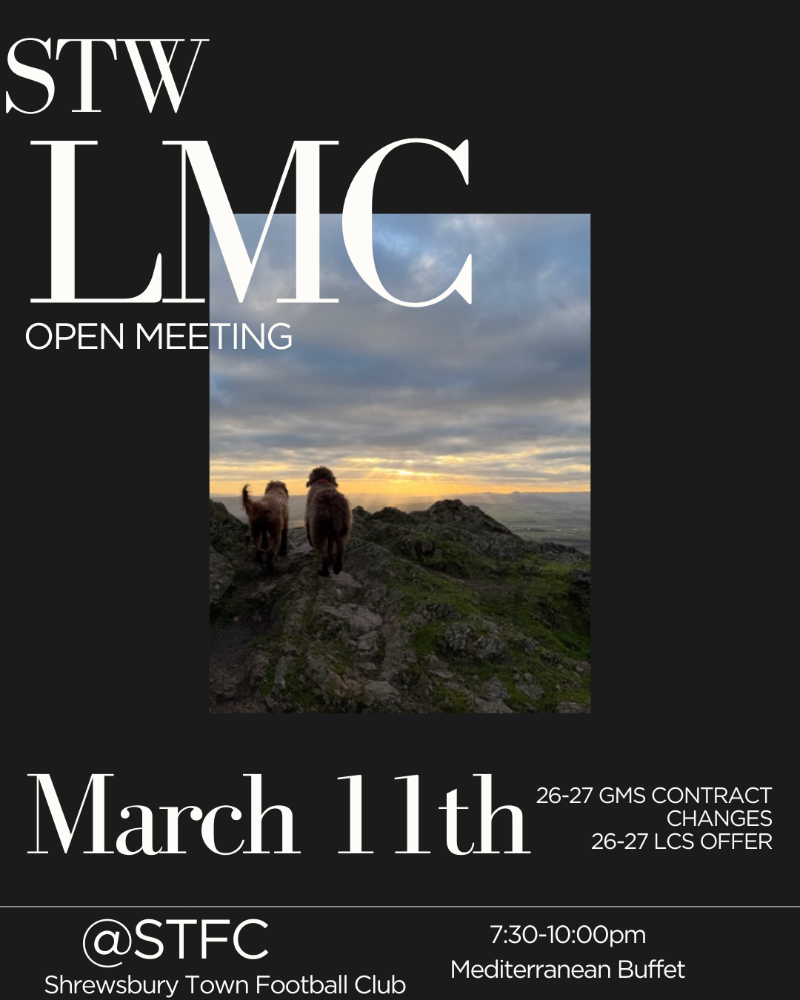 STW
LMC
OPEN MEETING
March 11th
26-27 GMS CONTRACT
CHANGES
26-27 LCS OFFER
@STFC
Shrewsbury Town Football Club
7:30-10:00pm
Mediterranean Buffet